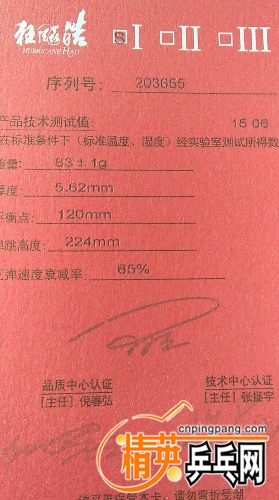 狂飚皓
HURRICANE HAO
I II III
序列号: 203655
产品技术测试值: 15 06
在标准条件下(标准温度、湿度)经实验室测试所得数
重量: 83±1g
厚度: 5.62mm
平衡点: 120mm
弹跳高度: 224mm
反弹速度衰减率: 65%
品质中心认证 技术中心认证
[主任] 倪春弘 [主任] 张拯宇
cnpingpang.com
精英乒乓网